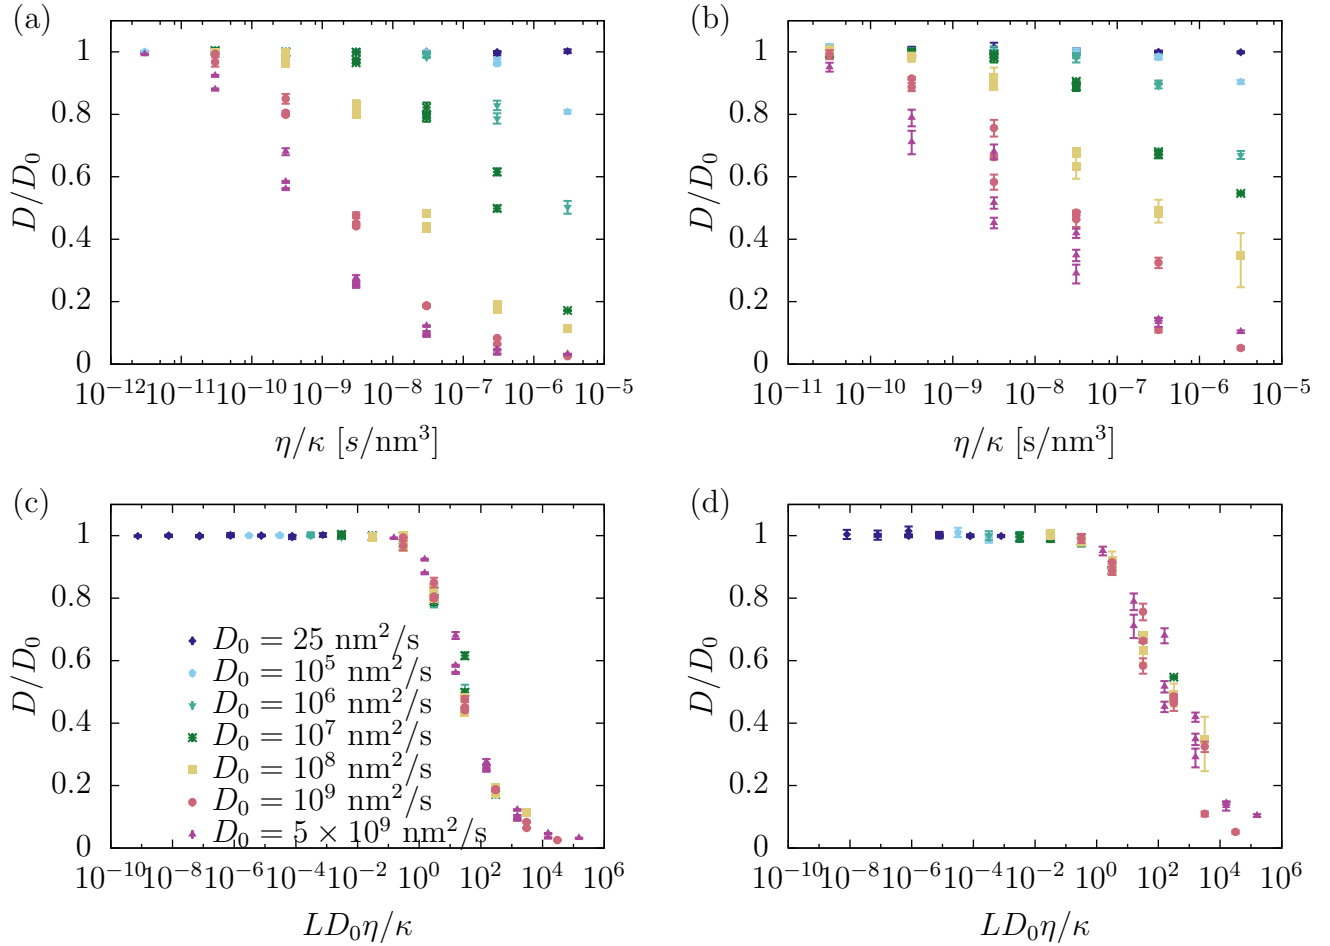 (a)
D/D₀
1
0.8
0.6
0.4
0.2
0
10⁻¹² 10⁻¹¹ 10⁻¹⁰ 10⁻⁹ 10⁻⁸ 10⁻⁷ 10⁻⁶ 10⁻⁵
η/κ [s/nm³]
(b)
D/D₀
1
0.8
0.6
0.4
0.2
0
10⁻¹¹ 10⁻¹⁰ 10⁻⁹ 10⁻⁸ 10⁻⁷ 10⁻⁶ 10⁻⁵
η/κ [s/nm³]
(c)
D/D₀
1
0.8
0.6
0.4
0.2
0
D₀ = 25 nm²/s
D₀ = 10⁵ nm²/s
D₀ = 10⁶ nm²/s
D₀ = 10⁷ nm²/s
D₀ = 10⁸ nm²/s
D₀ = 10⁹ nm²/s
D₀ = 5 × 10⁹ nm²/s
10⁻¹⁰ 10⁻⁸ 10⁻⁶ 10⁻⁴ 10⁻² 10⁰ 10² 10⁴ 10⁶
LD₀η/κ
(d)
D/D₀
1
0.8
0.6
0.4
0.2
0
10⁻¹⁰ 10⁻⁸ 10⁻⁶ 10⁻⁴ 10⁻² 10⁰ 10² 10⁴ 10⁶
LD₀η/κ